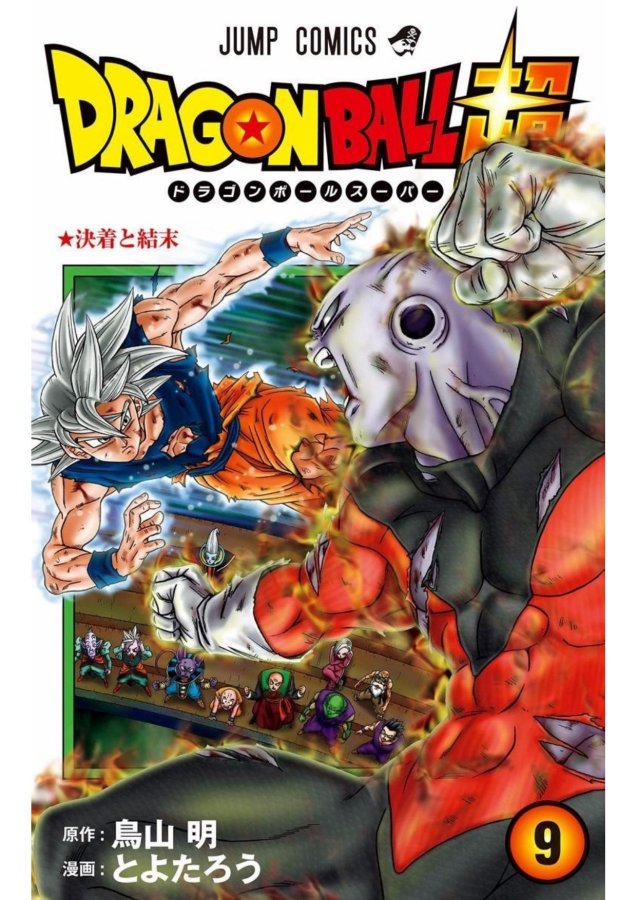 JUMP COMICS
DRAGON BALL超
ドラゴンボールスーパー
★決着と結末
原作：鳥山 明
漫画：とよたろう
9